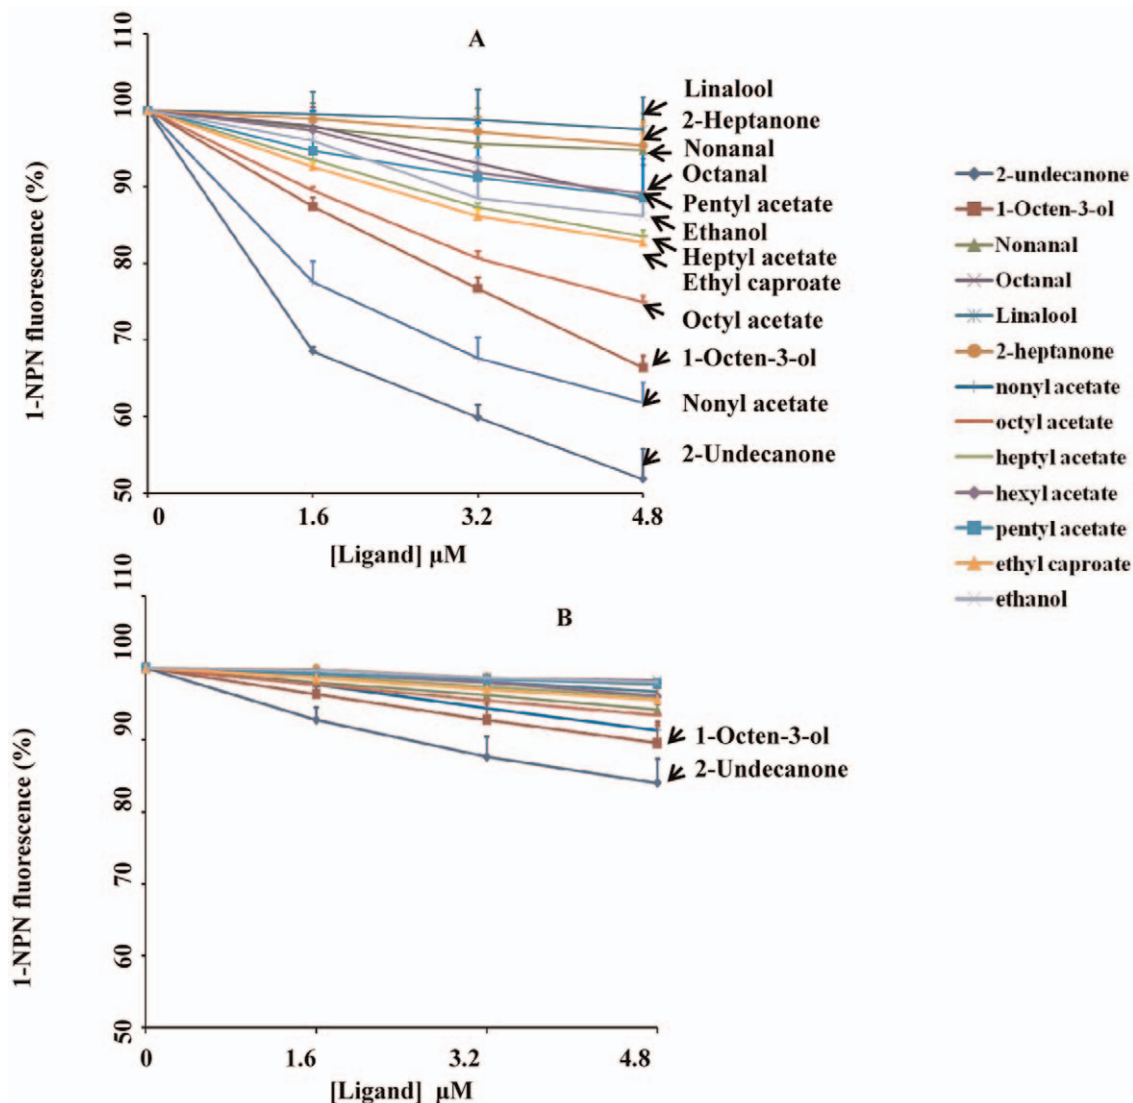 A
1-NPN fluorescence (%)
110
100
90
80
70
60
50
0
1.6
3.2
4.8
[Ligand] µM
Linalool
2-Heptanone
Nonanal
Octanal
Pentyl acetate
Ethanol
Heptyl acetate
Ethyl caproate
Octyl acetate
1-Octen-3-ol
Nonyl acetate
2-Undecanone
2-undecanone
1-Octen-3-ol
Nonanal
Octanal
Linalool
2-heptanone
nonyl acetate
octyl acetate
heptyl acetate
hexyl acetate
pentyl acetate
ethyl caproate
ethanol
B
1-NPN fluorescence (%)
110
100
90
80
70
60
50
0
1.6
3.2
4.8
[Ligand] µM
1-Octen-3-ol
2-Undecanone